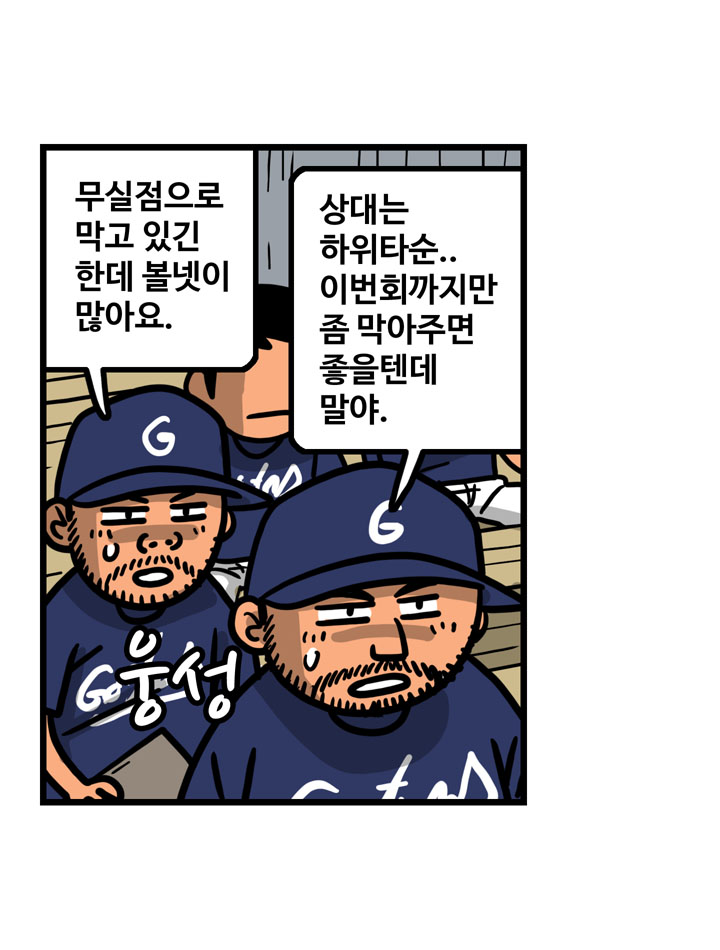 무실점으로
막고 있긴
한데 볼넷이
많아요.
상대는
하위타순..
이번회까지만
좀 막아주면
좋을텐데
말야.
G
G
웅성